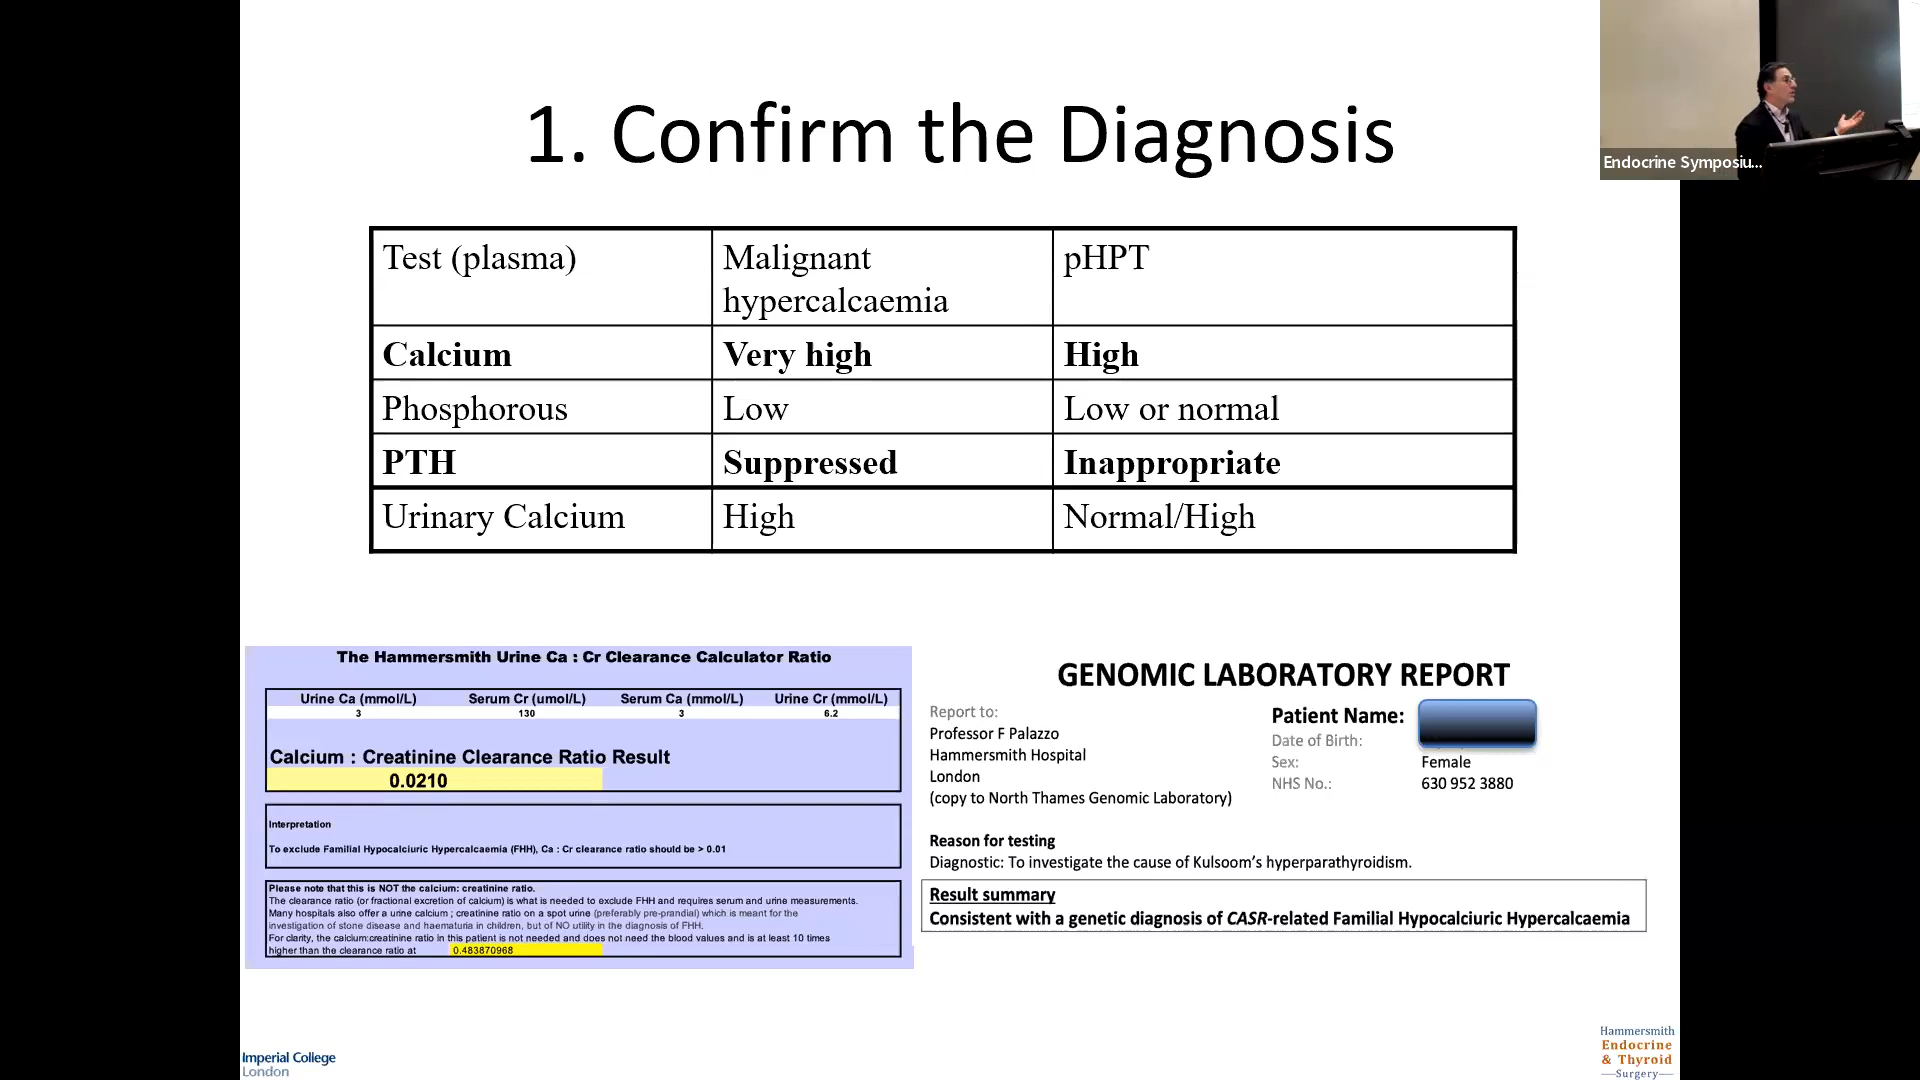 1. Confirm the Diagnosis
Endocrine Symposiu...
Test (plasma)
Malignant
hypercalcaemia
pHPT
Calcium
Very high
High
Phosphorous
Low
Low or normal
PTH
Suppressed
Inappropriate
Urinary Calcium
High
Normal/High
The Hammersmith Urine Ca : Cr Clearance Calculator Ratio
Urine Ca (mmol/L) Serum Cr (umol/L) Serum Ca (mmol/L) Urine Cr (mmol/L)
3 130 3 6.2
Calcium : Creatinine Clearance Ratio Result
0.0210
Interpretation
To exclude Familial Hypocalciuric Hypercalcaemia (FHH), Ca : Cr clearance ratio should be > 0.01
Please note that this is NOT the calcium: creatinine ratio.
The clearance ratio (or fractional excretion of calcium) is what is needed to exclude FHH and requires serum and urine measurements.
Many hospitals also offer a urine calcium ; creatinine ratio on a spot urine (preferably pre-prandial) which is meant for the
investigation of stone disease and haematuria in children, but of NO utility in the diagnosis of FHH.
For clarity, the calcium:creatinine ratio in this patient is not needed and does not need the blood values and is at least 10 times
higher than the clearance ratio at 0.483870968
GENOMIC LABORATORY REPORT
Report to:
Professor F Palazzo
Hammersmith Hospital
London
(copy to North Thames Genomic Laboratory)
Patient Name:
Date of Birth:
Sex: Female
NHS No.: 630 952 3880
Reason for testing
Diagnostic: To investigate the cause of Kulsoom’s hyperparathyroidism.
Result summary
Consistent with a genetic diagnosis of CASR-related Familial Hypocalciuric Hypercalcaemia
Imperial College
London
Hammersmith
Endocrine
& Thyroid
Surgery